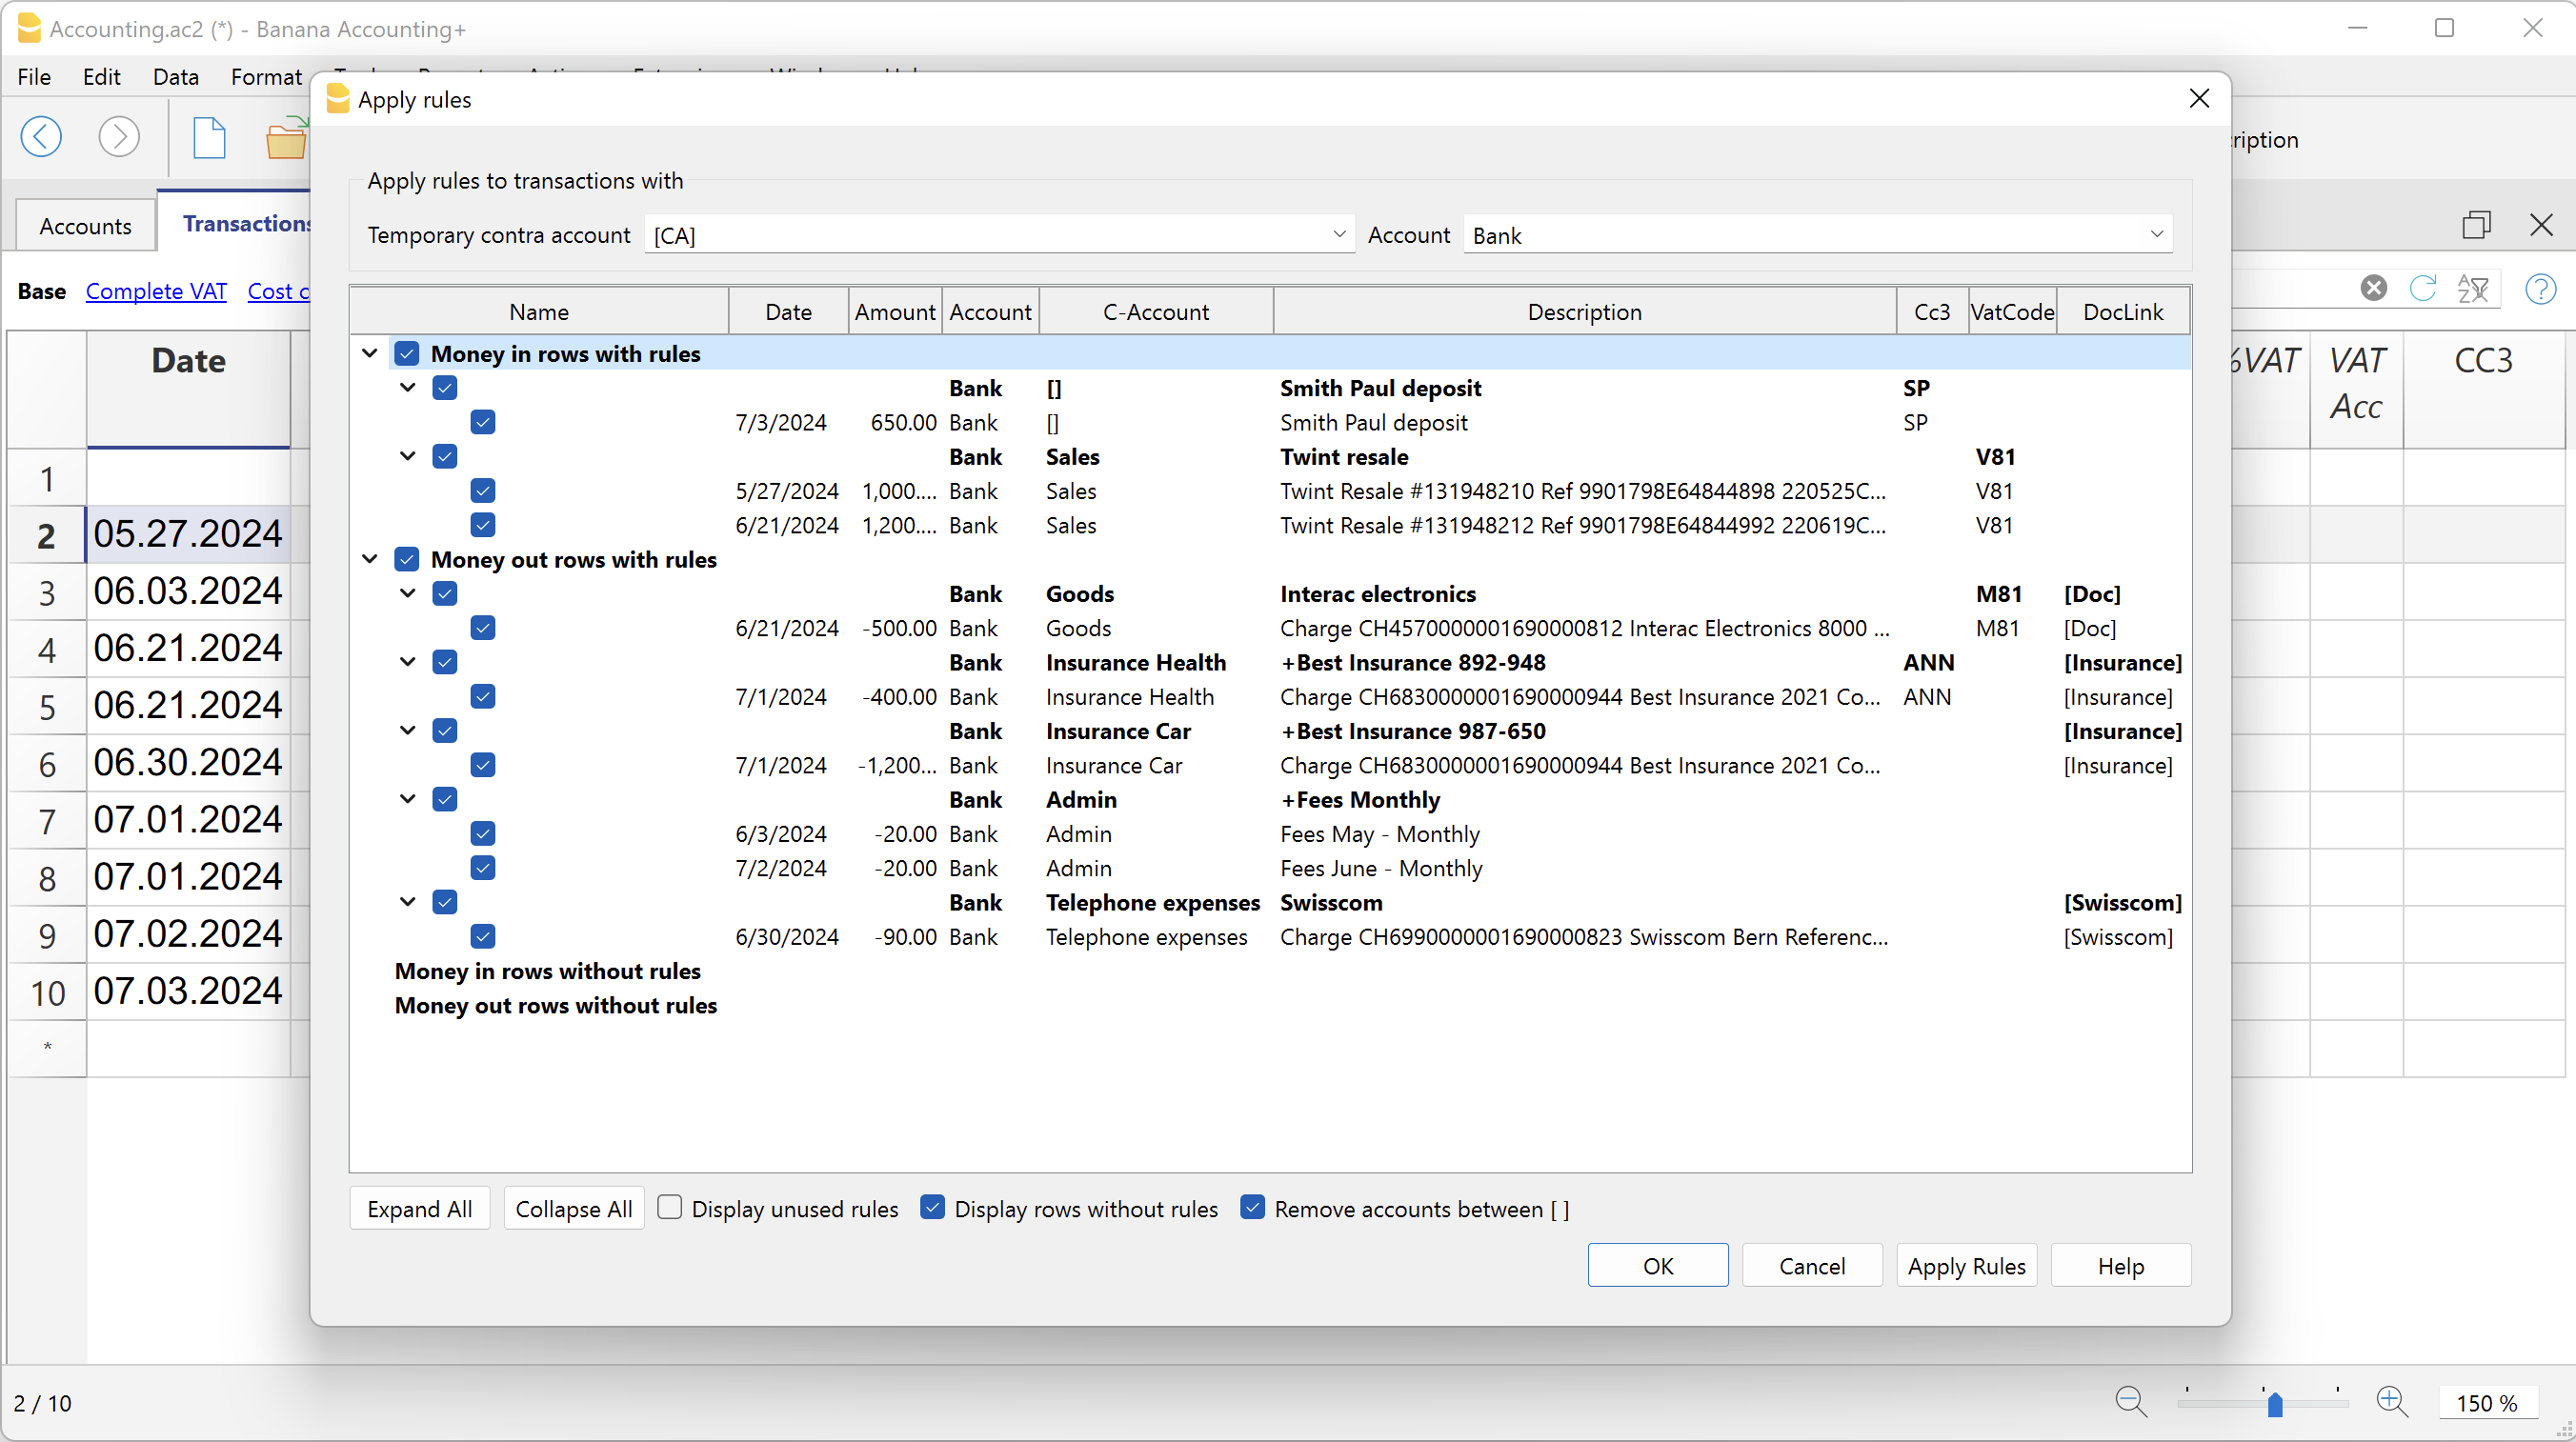 Accounting.ac2 (*) - Banana Accounting+
File Edit Data Format
Apply rules
ription
Apply rules to transactions with
Accounts Transactions
Temporary contra account [CA] Account Bank
Base Complete VAT Cost c
Name Date Amount Account C-Account Description Cc3 VatCode DocLink
Date %VAT VAT Acc CC3
Money in rows with rules
Bank [] Smith Paul deposit SP
7/3/2024 650.00 Bank [] Smith Paul deposit SP
Bank Sales Twint resale V81
5/27/2024 1,000.... Bank Sales Twint Resale #131948210 Ref 9901798E64844898 220525C... V81
6/21/2024 1,200.... Bank Sales Twint Resale #131948212 Ref 9901798E64844992 220619C... V81
Money out rows with rules
Bank Goods Interac electronics M81 [Doc]
6/21/2024 -500.00 Bank Goods Charge CH4570000001690000812 Interac Electronics 8000 ... M81 [Doc]
Bank Insurance Health +Best Insurance 892-948 ANN [Insurance]
7/1/2024 -400.00 Bank Insurance Health Charge CH6830000001690000944 Best Insurance 2021 Co... ANN [Insurance]
Bank Insurance Car +Best Insurance 987-650 [Insurance]
7/1/2024 -1,200... Bank Insurance Car Charge CH6830000001690000944 Best Insurance 2021 Co... [Insurance]
Bank Admin +Fees Monthly
6/3/2024 -20.00 Bank Admin Fees May - Monthly
7/2/2024 -20.00 Bank Admin Fees June - Monthly
Bank Telephone expenses Swisscom [Swisscom]
6/30/2024 -90.00 Bank Telephone expenses Charge CH6990000001690000823 Swisscom Bern Referenc... [Swisscom]
Money in rows without rules
Money out rows without rules
1
2 05.27.2024
3 06.03.2024
4 06.21.2024
5 06.21.2024
6 06.30.2024
7 07.01.2024
8 07.01.2024
9 07.02.2024
10 07.03.2024
*
Expand All Collapse All Display unused rules Display rows without rules Remove accounts between [ ]
OK Cancel Apply Rules Help
2 / 10 150 %